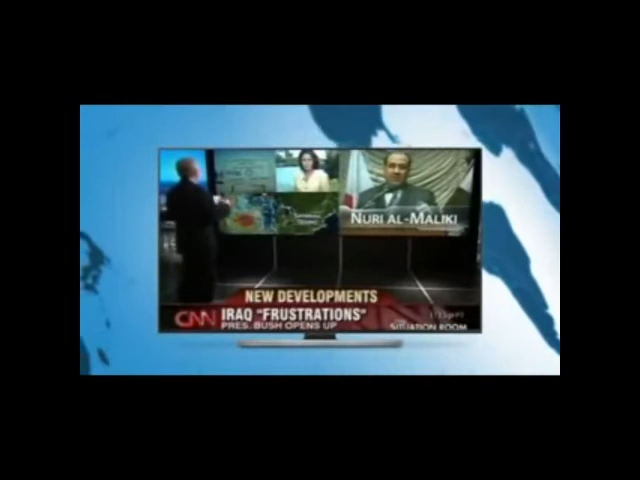 NURI AL-MALIKI
NEW DEVELOPMENTS
CNN
IRAQ "FRUSTRATIONS"
PRES. BUSH OPENS UP
SITUATION ROOM